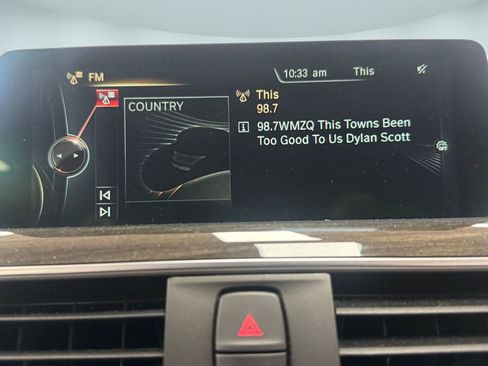 FM
10:33 am This
COUNTRY
This
98.7
98.7WMZQ This Towns Been
Too Good To Us Dylan Scott